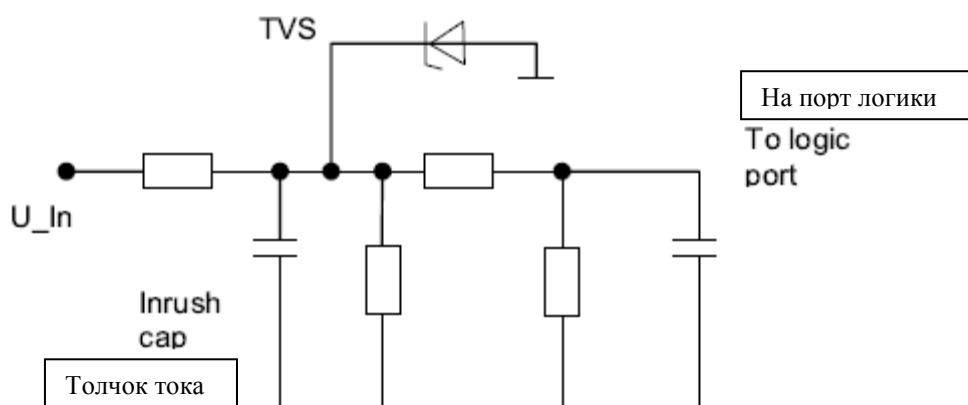 TVS
На порт логики
To logic
port
U_In
Inrush
cap
Толчок тока